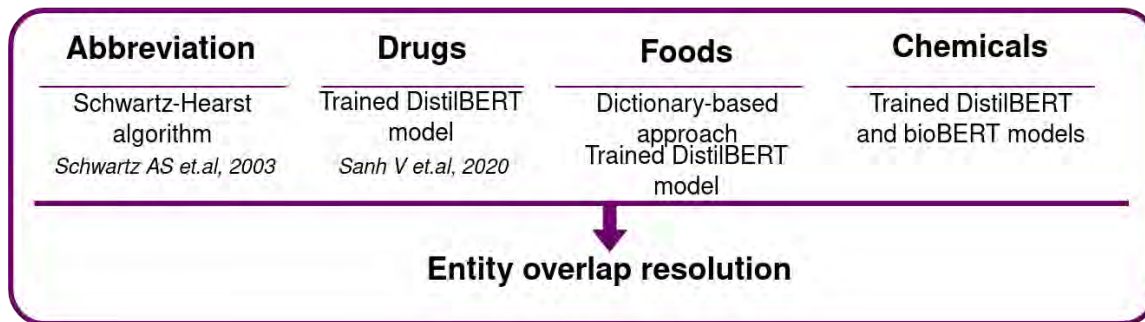 Abbreviation
Schwartz-Hearst
algorithm
Schwartz AS et.al, 2003
Drugs
Trained DistilBERT
model
Sanh V et.al, 2020
Foods
Dictionary-based
approach
Trained DistilBERT
model
Chemicals
Trained DistilBERT
and bioBERT models
Entity overlap resolution